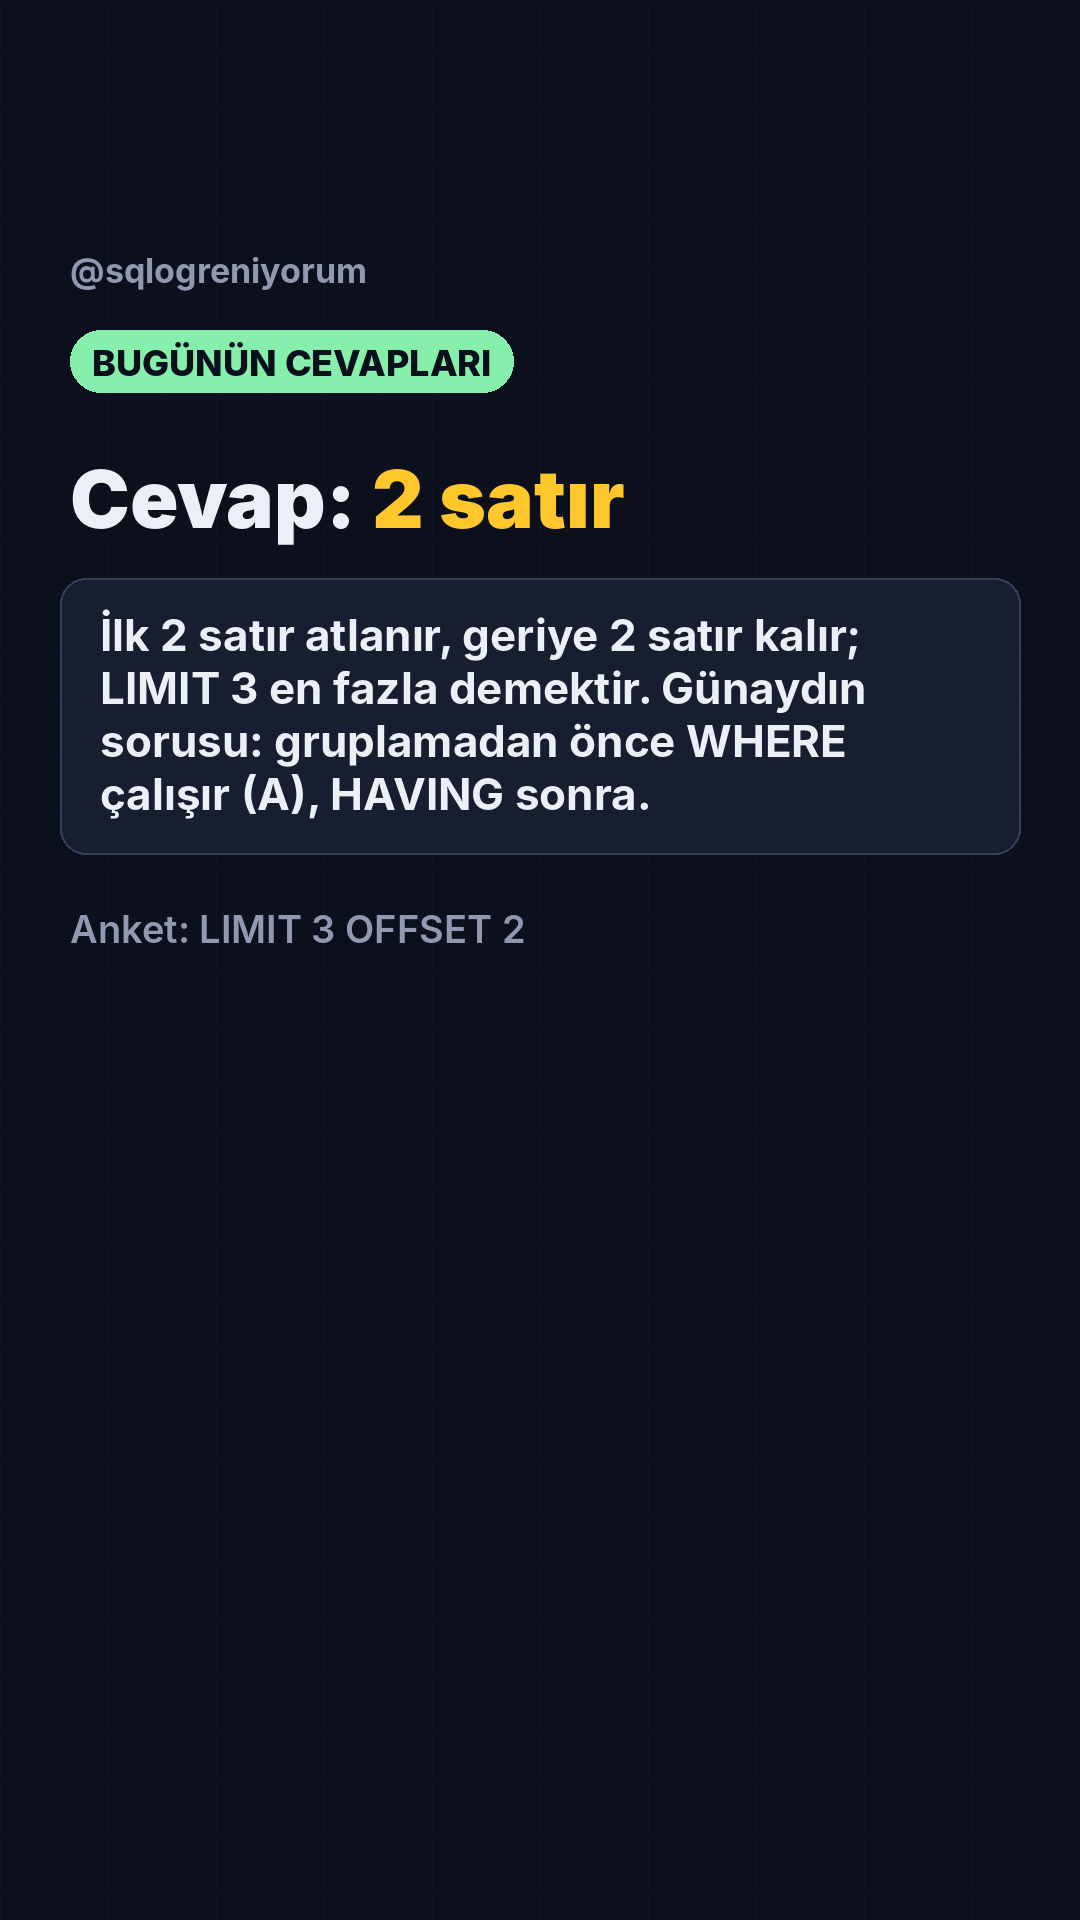 @sqlogreniyorum
BUGÜNÜN CEVAPLARI
Cevap: 2 satır
İlk 2 satır atlanır, geriye 2 satır kalır;
LIMIT 3 en fazla demektir. Günaydın
sorusu: gruplamadan önce WHERE
çalışır (A), HAVING sonra.
Anket: LIMIT 3 OFFSET 2